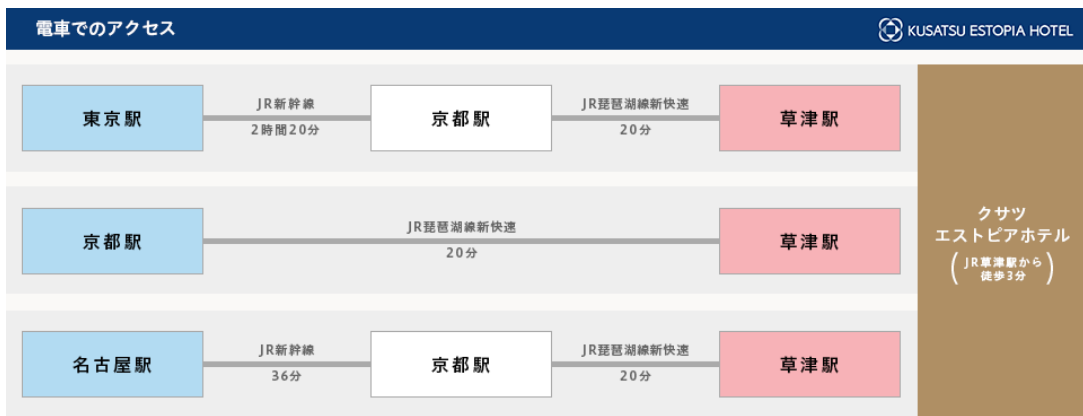 電車でのアクセス
KUSATSU ESTOPIA HOTEL
東京駅
JR新幹線
2時間20分
京都駅
JR琵琶湖線新快速
20分
草津駅
京都駅
JR琵琶湖線新快速
20分
草津駅
名古屋駅
JR新幹線
36分
京都駅
JR琵琶湖線新快速
20分
草津駅
クサツ
エストピアホテル
(JR草津駅から
徒歩3分)